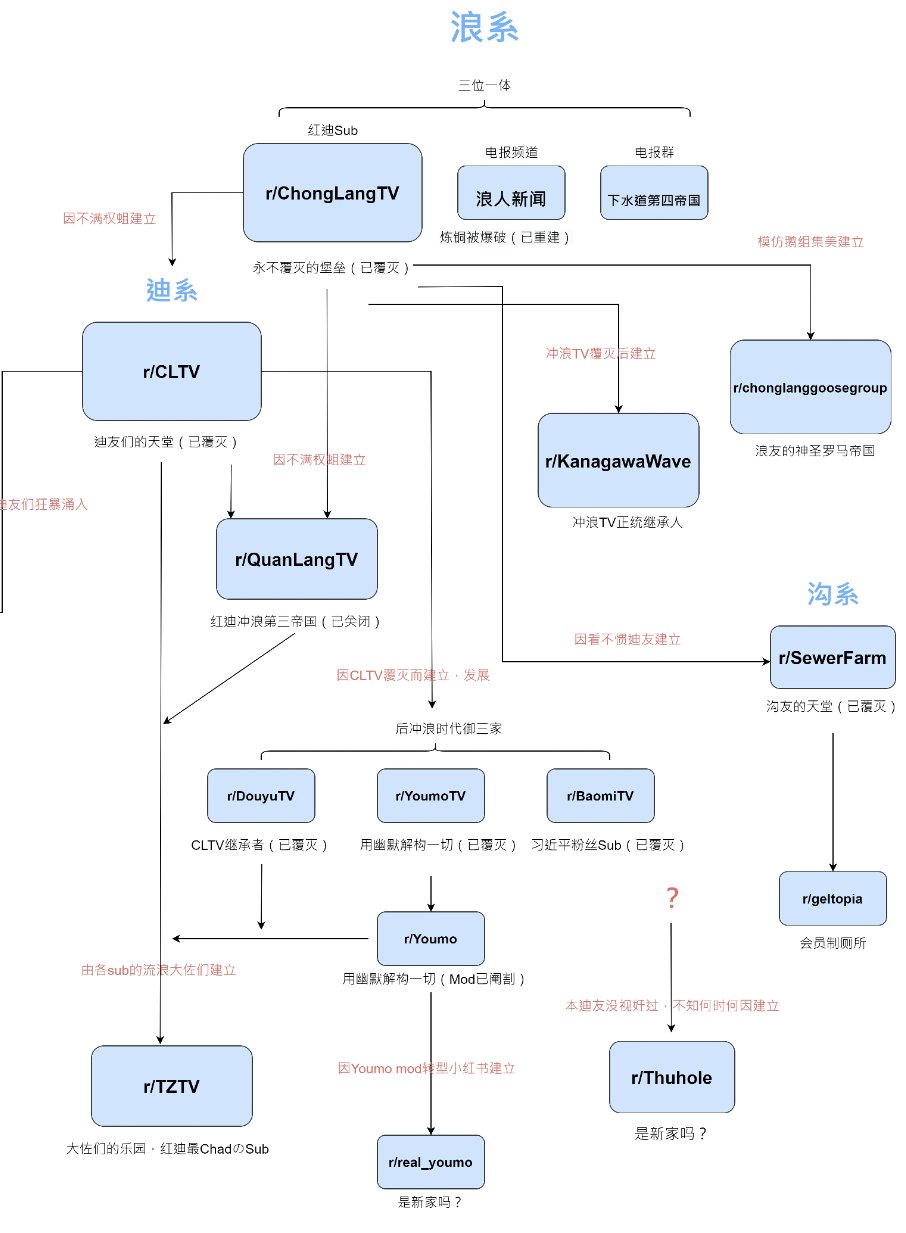 浪系
三位一体
红迪Sub
电报频道
电报群
r/ChongLangTV
浪人新闻
下水道第四帝国
因不满权蛆建立
炼铜被爆破（已重建）
模仿鹅组集美建立
永不覆灭的堡垒（已覆灭）
迪系
r/CLTV
冲浪TV覆灭后建立
r/chonglanggoosegroup
迪友们的天堂（已覆灭）
因不满权蛆建立
r/KanagawaWave
浪友的神圣罗马帝国
友们狂暴涌入
冲浪TV正统继承人
r/QuanLangTV
沟系
红迪冲浪第三帝国（已关闭）
因看不惯迪友建立
r/SewerFarm
因CLTV覆灭而建立，发展
沟友的天堂（已覆灭）
后冲浪时代御三家
r/DouyuTV
r/YoumoTV
r/BaomiTV
CLTV继承者（已覆灭）
用幽默解构一切（已覆灭）
习近平粉丝Sub（已覆灭）
？
r/geltopia
r/Youmo
会员制厕所
由各sub的流浪大佐们建立
用幽默解构一切（Mod已阉割）
本迪友没视奸过，不知何时何因建立
因Youmo mod转型小红书建立
r/TZTV
r/Thuhole
大佐们的乐园，红迪最ChadのSub
是新家吗？
r/real_youmo
是新家吗？